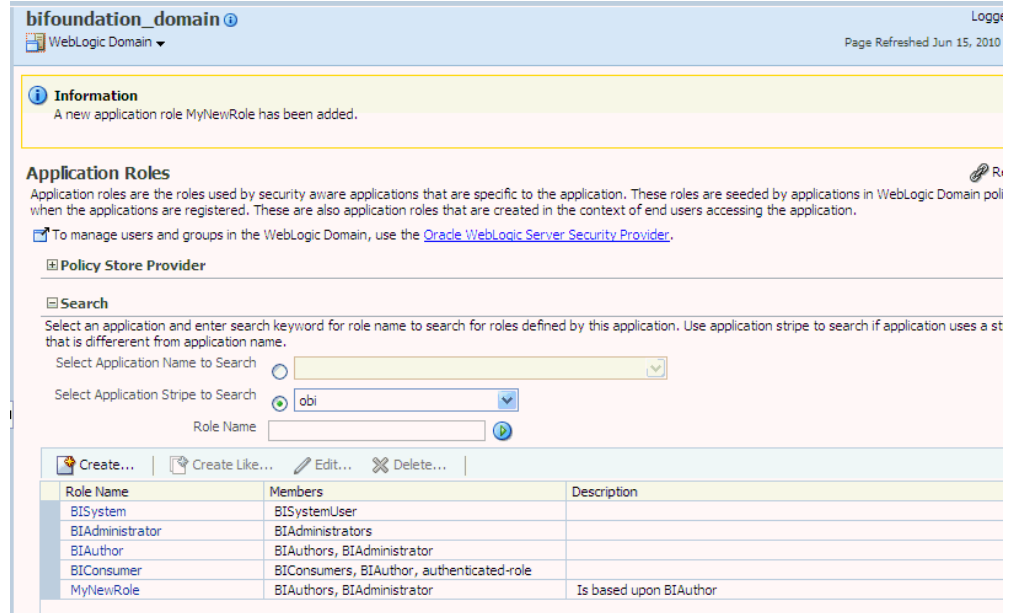 bifoundation_domain
Logge
WebLogic Domain
Page Refreshed Jun 15, 2010
Information
A new application role MyNewRole has been added.
Application Roles
Application roles are the roles used by security aware applications that are specific to the application. These roles are seeded by applications in WebLogic Domain poli
when the applications are registered. These are also application roles that are created in the context of end users accessing the application.
To manage users and groups in the WebLogic Domain, use the Oracle WebLogic Server Security Provider.
Policy Store Provider
Search
Select an application and enter search keyword for role name to search for roles defined by this application. Use application stripe to search if application uses a st
that is differerent from application name.
Select Application Name to Search
Select Application Stripe to Search obi
Role Name
Create... Create Like... Edit... Delete...
Role Name Members Description
BISystem BISystemUser
BIAdministrator BIAdministrators
BIAuthor BIAuthors, BIAdministrator
BIConsumer BIConsumers, BIAuthor, authenticated-role
MyNewRole BIAuthors, BIAdministrator Is based upon BIAuthor